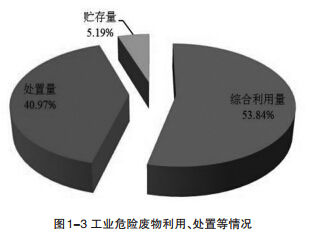 贮存量
5.19%
处置量
40.97%
综合利用量
53.84%
图1-3 工业危险废物利用、处置等情况